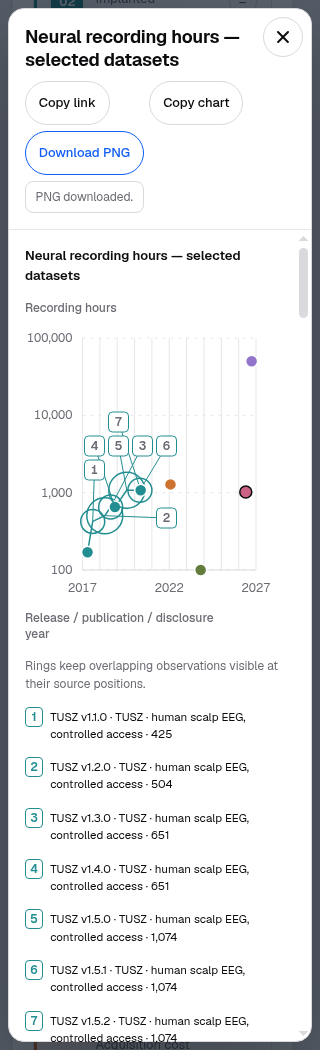 Implanted
Neural recording hours —
selected datasets
Copy link
Copy chart
Download PNG
PNG downloaded.
Neural recording hours — selected
datasets
Recording hours
100,000
10,000
7
4
5
3
6
1
1,000
2
100
2017
2022
2027
Release / publication / disclosure
year
Rings keep overlapping observations visible at
their source positions.
1 TUSZ v1.1.0 · TUSZ · human scalp EEG,
controlled access · 425
2 TUSZ v1.2.0 · TUSZ · human scalp EEG,
controlled access · 504
3 TUSZ v1.3.0 · TUSZ · human scalp EEG,
controlled access · 651
4 TUSZ v1.4.0 · TUSZ · human scalp EEG,
controlled access · 651
5 TUSZ v1.5.0 · TUSZ · human scalp EEG,
controlled access · 1,074
6 TUSZ v1.5.1 · TUSZ · human scalp EEG,
controlled access · 1,074
7 TUSZ v1.5.2 · TUSZ · human scalp EEG,
controlled access · 1,074
Acquisition cost